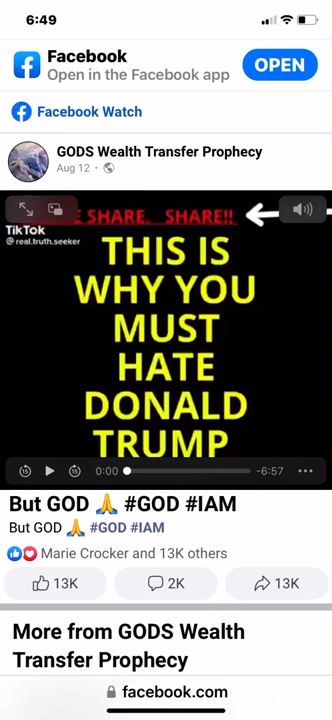 6:49
Facebook
Open in the Facebook app
OPEN
Facebook Watch
GODS Wealth Transfer Prophecy
Aug 12
E SHARE. SHARE!!
TikTok
@real.truth.seeker
THIS IS
WHY YOU
MUST
HATE
DONALD
TRUMP
15 15 0:00 -6:57
But GOD 🙏 #GOD #IAM
But GOD 🙏 #GOD #IAM
Marie Crocker and 13K others
13K 2K 13K
More from GODS Wealth
Transfer Prophecy
facebook.com